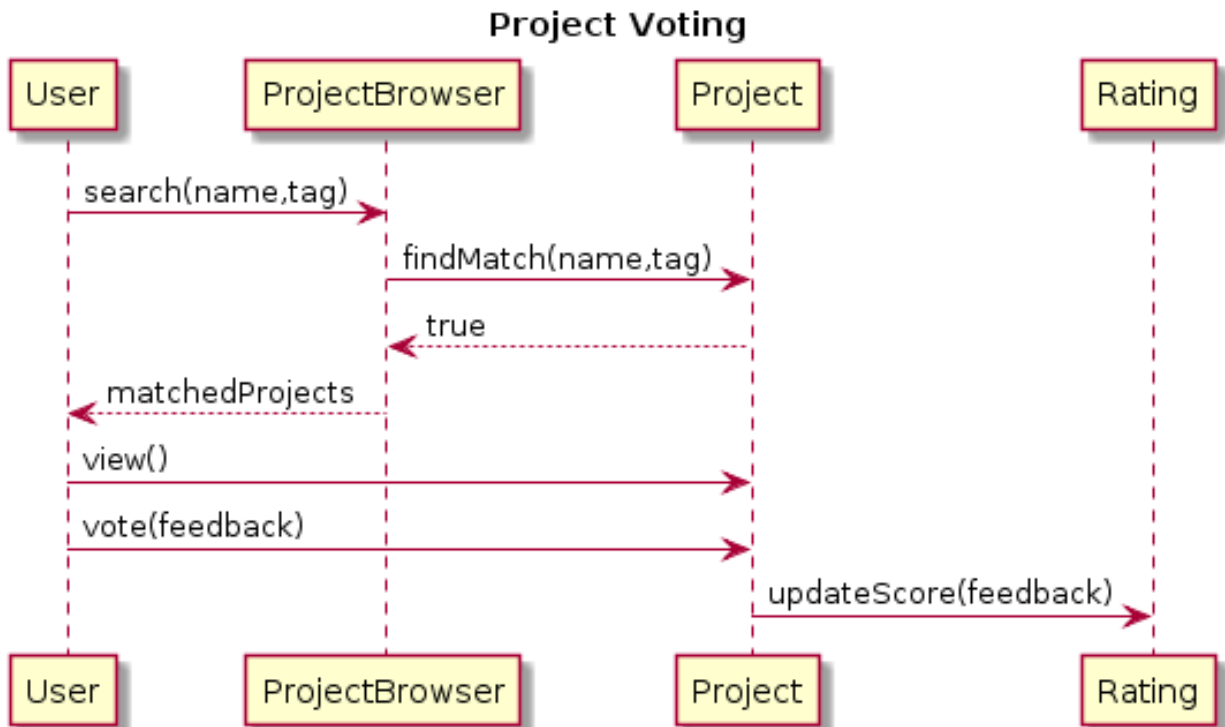 Project Voting
User
ProjectBrowser
Project
Rating
search(name,tag)
findMatch(name,tag)
true
matchedProjects
view()
vote(feedback)
updateScore(feedback)
User
ProjectBrowser
Project
Rating